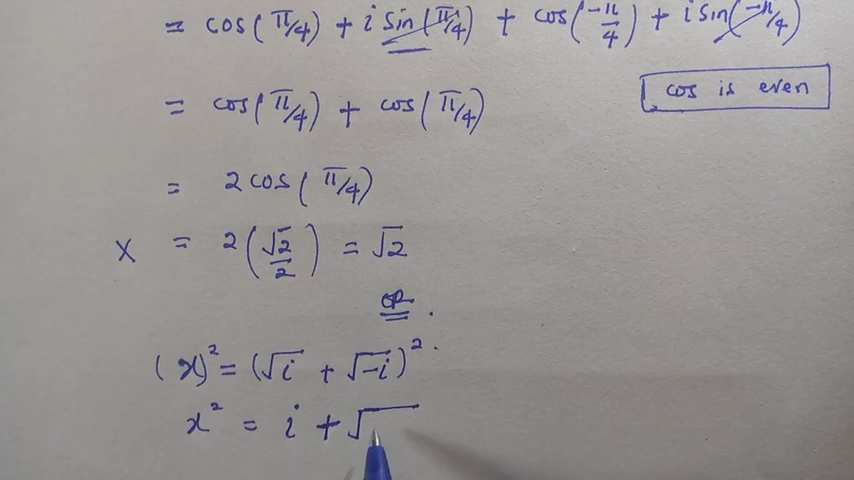 = cos(π/4) + i sin(π/4) + cos(-π/4) + i sin(-π/4)
cos is even
= cos(π/4) + cos(π/4)
= 2 cos(π/4)
x = 2(√2/2) = √2
OR.
(x)² = (√i + √-i)².
x² = i + √